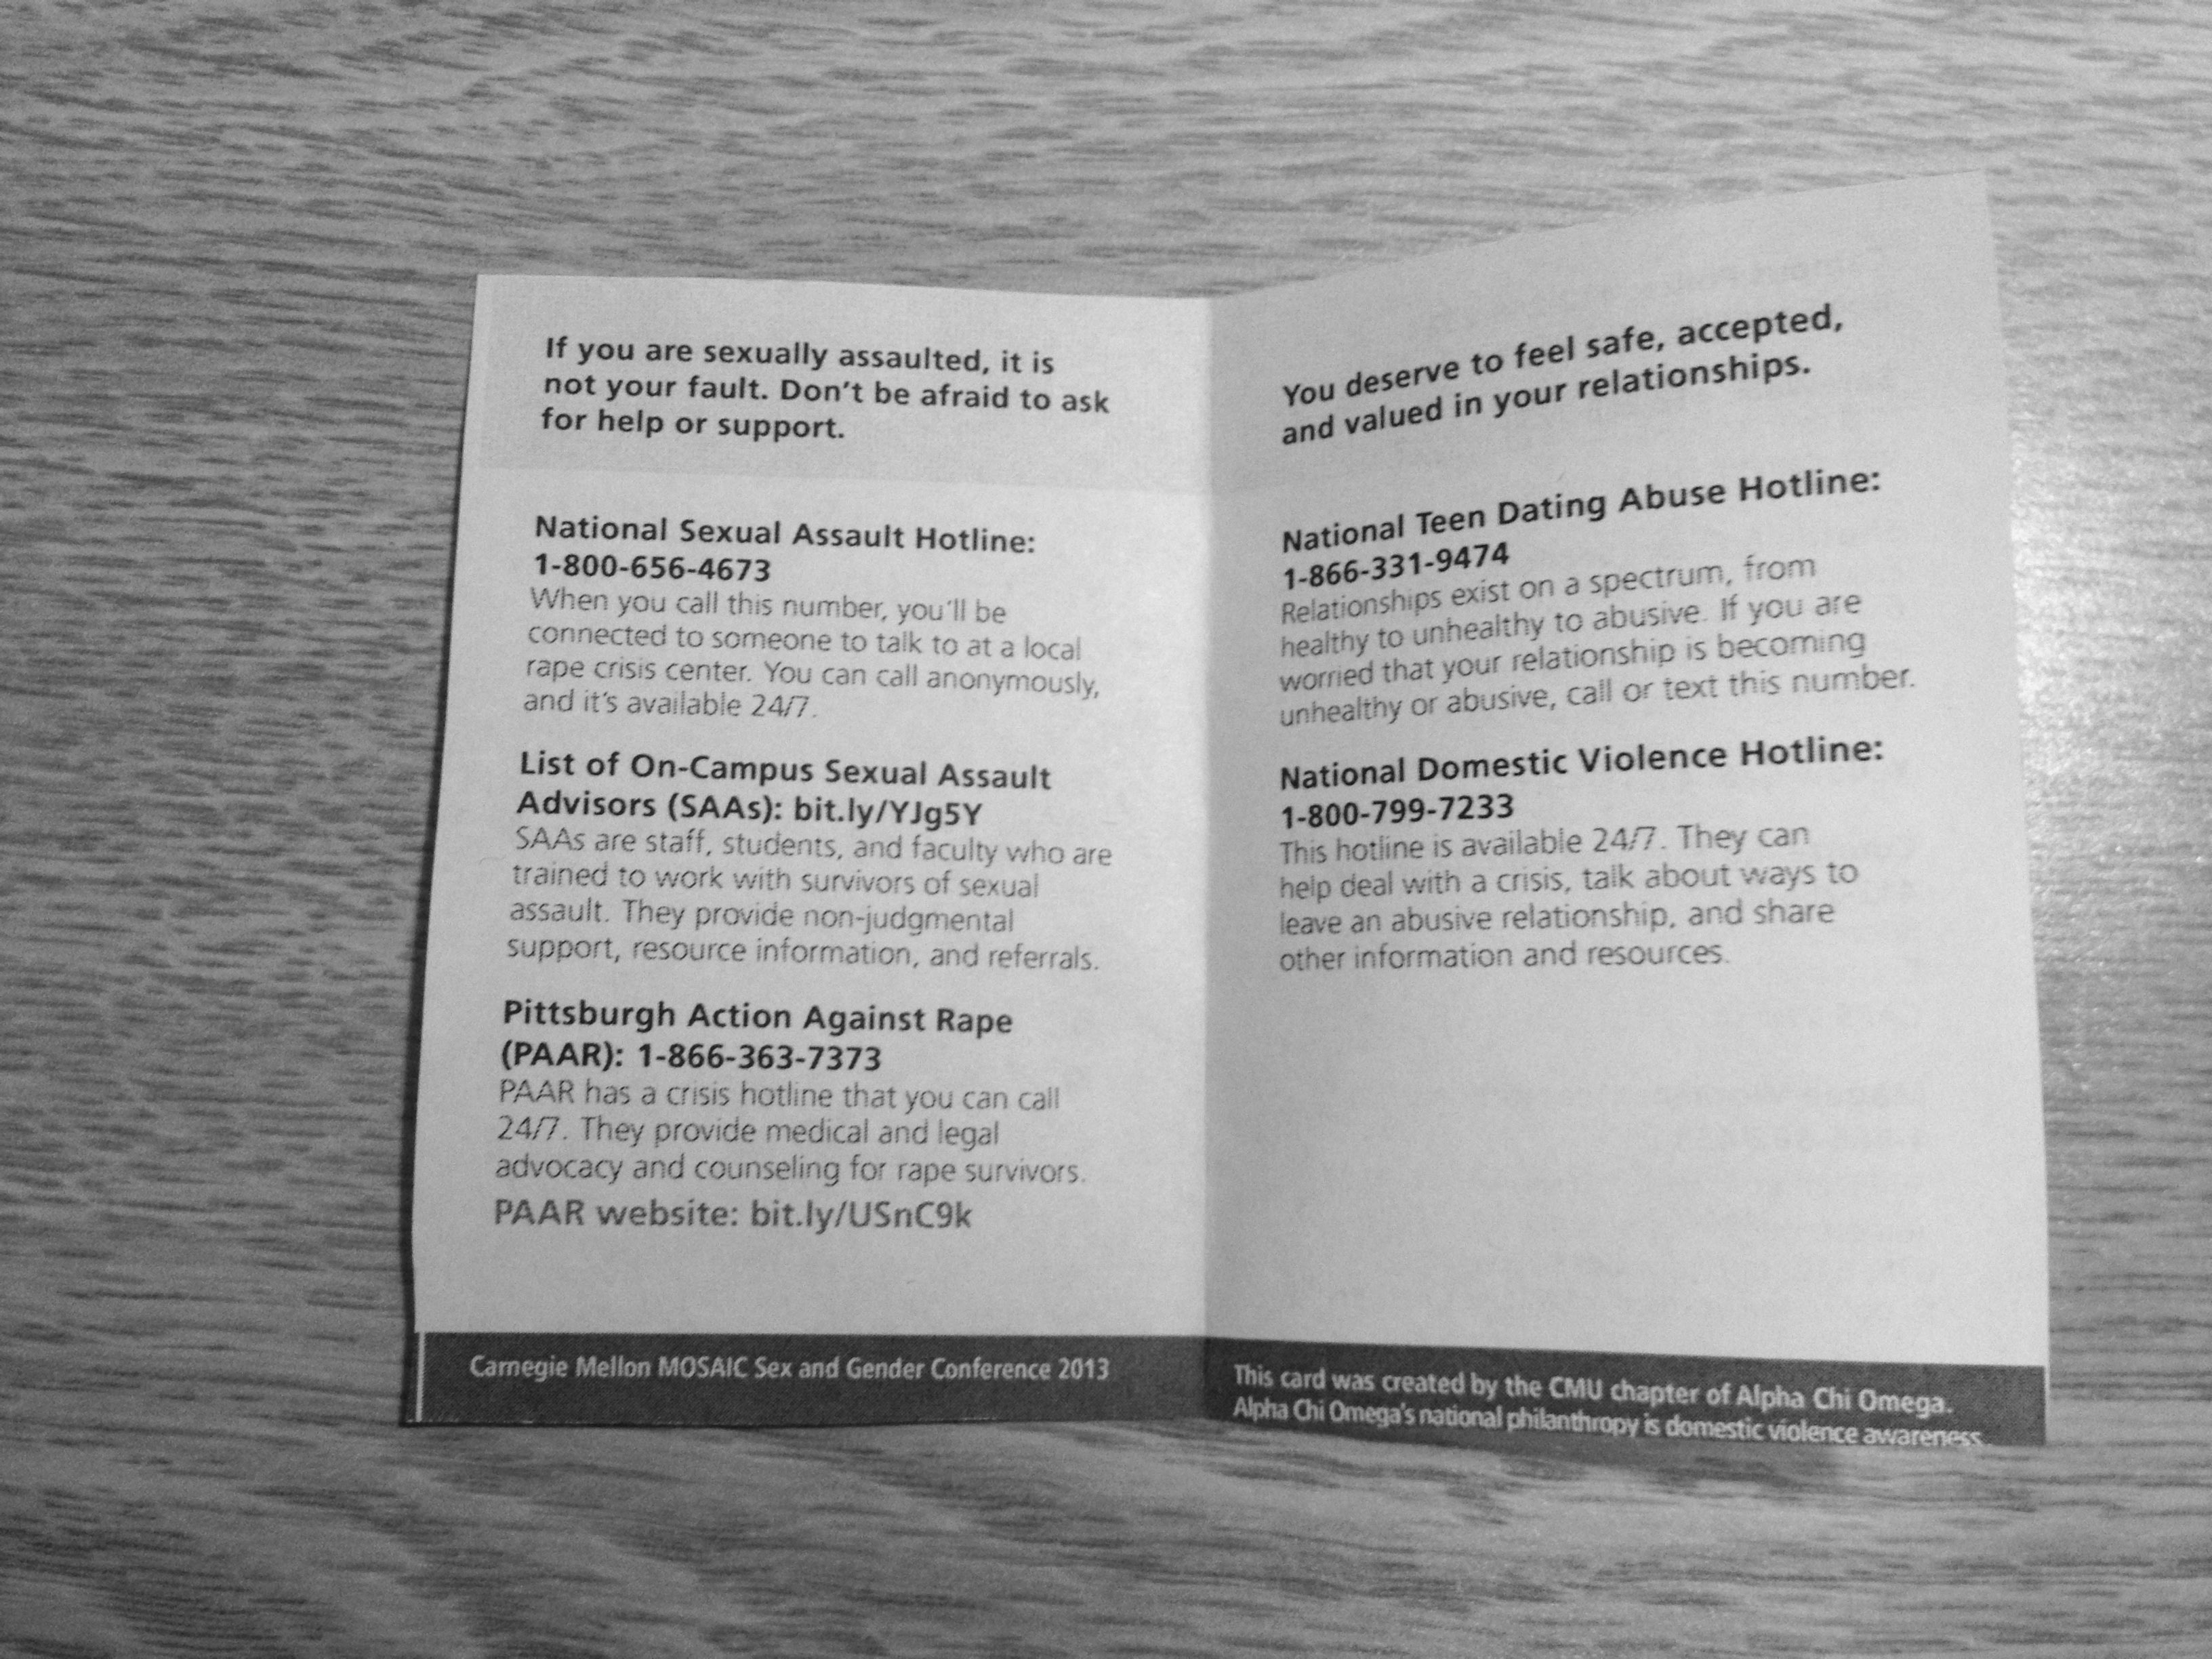 If you are sexually assaulted, it is
not your fault. Don't be afraid to ask
for help or support.
National Sexual Assault Hotline:
1-800-656-4673
When you call this number, you'll be
connected to someone to talk to at a local
rape crisis center. You can call anonymously,
and it's available 24/7.
List of On-Campus Sexual Assault
Advisors (SAAs): bit.ly/YJg5Y
SAAs are staff, students, and faculty who are
trained to work with survivors of sexual
assault. They provide non-judgmental
support, resource information, and referrals.
Pittsburgh Action Against Rape
(PAAR): 1-866-363-7373
PAAR has a crisis hotline that you can call
24/7. They provide medical and legal
advocacy and counseling for rape survivors.
PAAR website: bit.ly/USnC9k
Carnegie Mellon MOSAIC Sex and Gender Conference 2013
You deserve to feel safe, accepted,
and valued in your relationships.
National Teen Dating Abuse Hotline:
1-866-331-9474
Relationships exist on a spectrum, from
healthy to unhealthy to abusive. If you are
worried that your relationship is becoming
unhealthy or abusive, call or text this number.
National Domestic Violence Hotline:
1-800-799-7233
This hotline is available 24/7. They can
help deal with a crisis, talk about ways to
leave an abusive relationship, and share
other information and resources.
This card was created by the CMU chapter of Alpha Chi Omega.
Alpha Chi Omega's national philanthropy is domestic violence awareness.